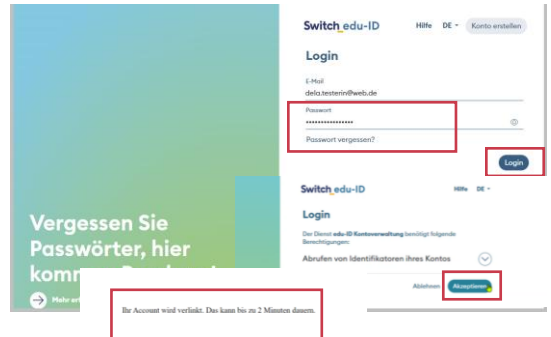 Switch edu-ID
Hilfe DE Konto erstellen
Login
E-Mail
dela.testerin@web.de
Passwort
Passwort vergessen?
Login
Switch edu-ID
Hilfe DE
Login
Der Dienst edu-ID Kontoverwaltung benötigt folgende
Berechtigungen:
Abrufen von Identifikatoren ihres Kontos
Ablehnen Akzeptieren
Vergessen Sie
Passwörter, hier
Mehr
Ihr Account wird verlinkt. Das kann bis zu 2 Minuten dauern.